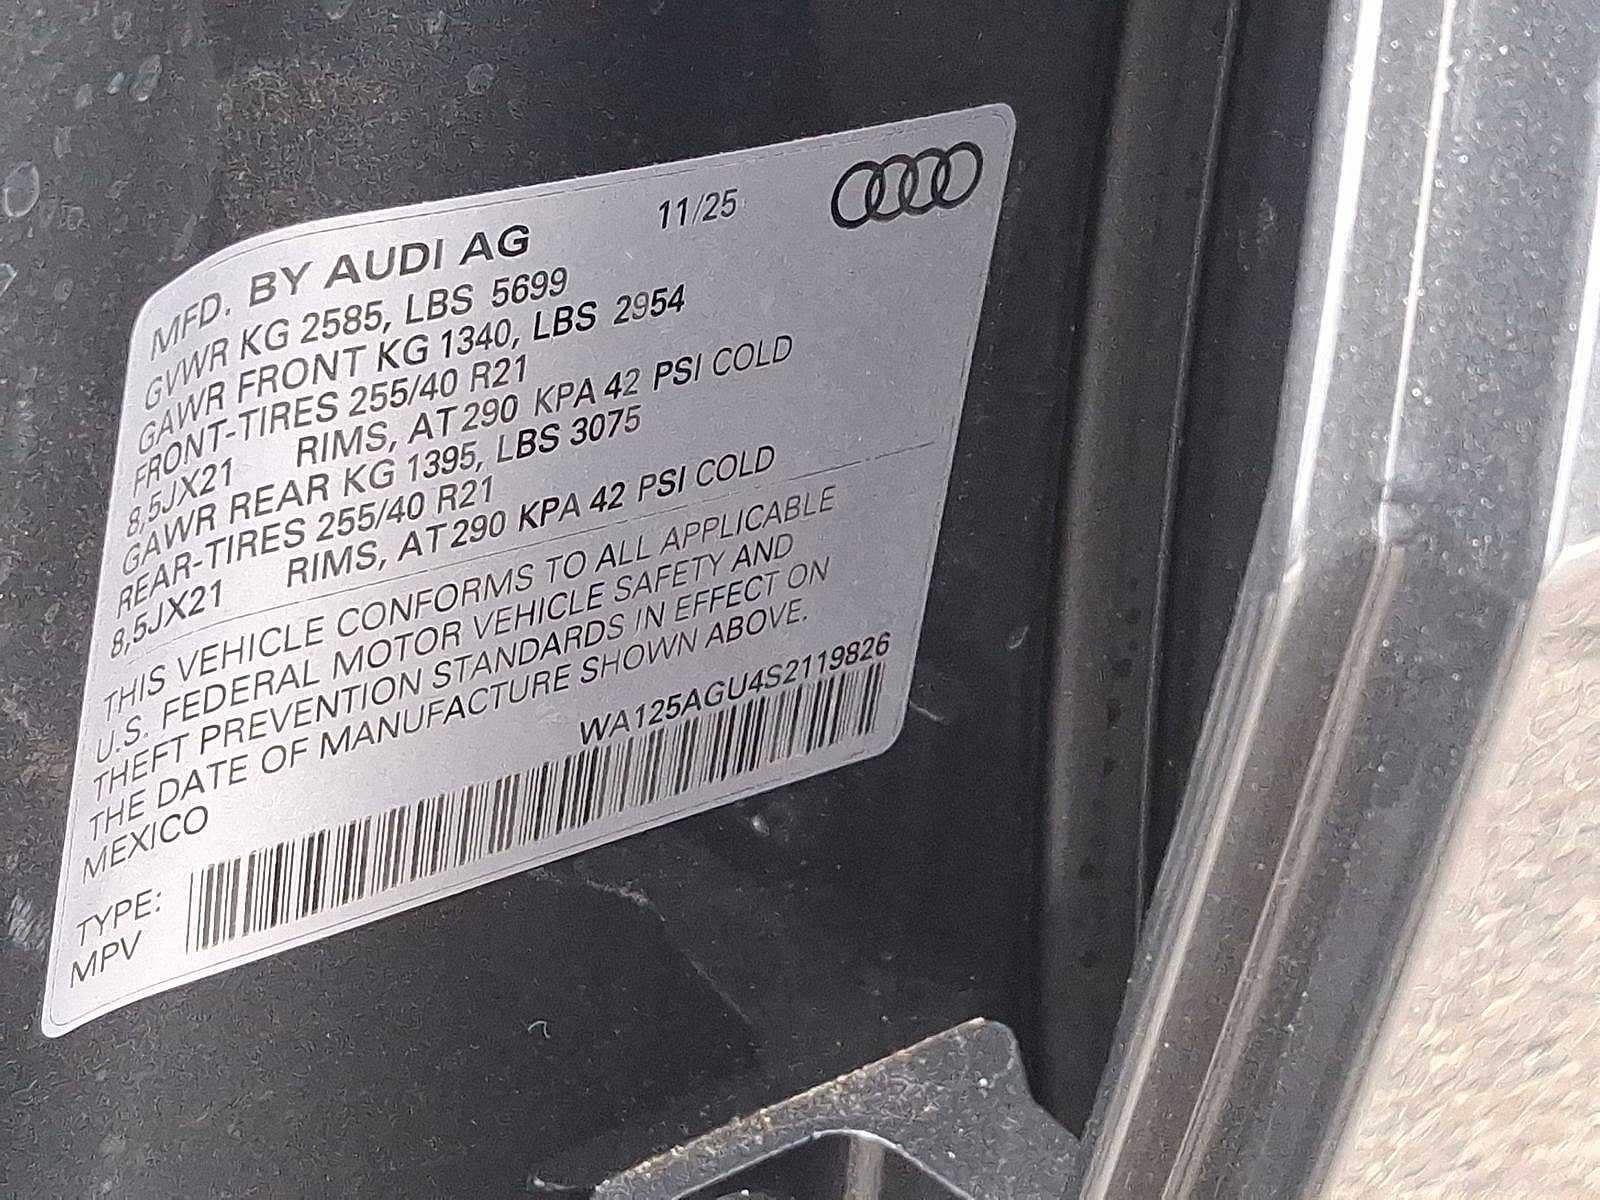 MFD. BY AUDI AG 11/25
GVWR KG 2585, LBS 5699
GAWR FRONT KG 1340, LBS 2954
FRONT-TIRES 255/40 R21
8,5JX21 RIMS, AT 290 KPA 42 PSI COLD
GAWR REAR KG 1395, LBS 3075
REAR-TIRES 255/40 R21
8,5JX21 RIMS, AT 290 KPA 42 PSI COLD
THIS VEHICLE CONFORMS TO ALL APPLICABLE
U.S. FEDERAL MOTOR VEHICLE SAFETY AND
THEFT PREVENTION STANDARDS IN EFFECT ON
THE DATE OF MANUFACTURE SHOWN ABOVE.
MEXICO WA125AGU4S2119826
TYPE:
MPV